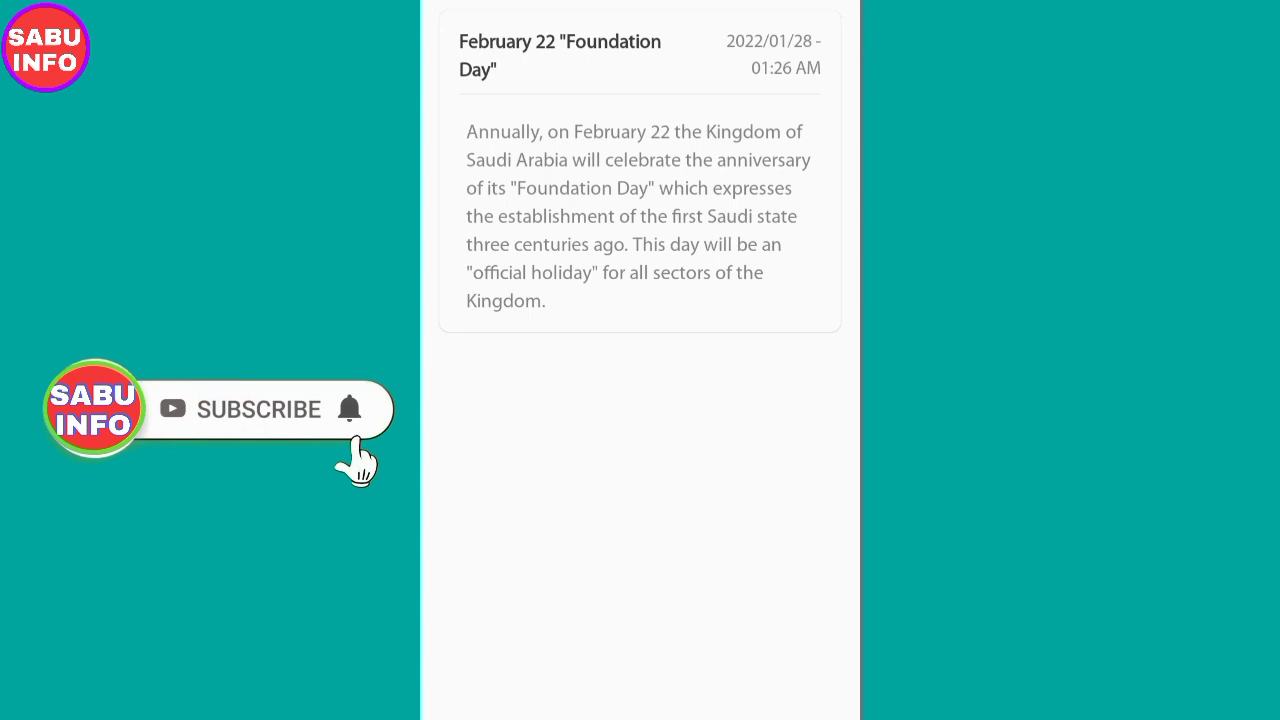 SABU
INFO
February 22 "Foundation
Day"
2022/01/28 -
01:26 AM
Annually, on February 22 the Kingdom of
Saudi Arabia will celebrate the anniversary
of its "Foundation Day" which expresses
the establishment of the first Saudi state
three centuries ago. This day will be an
"official holiday" for all sectors of the
Kingdom.
SABU
INFO
SUBSCRIBE